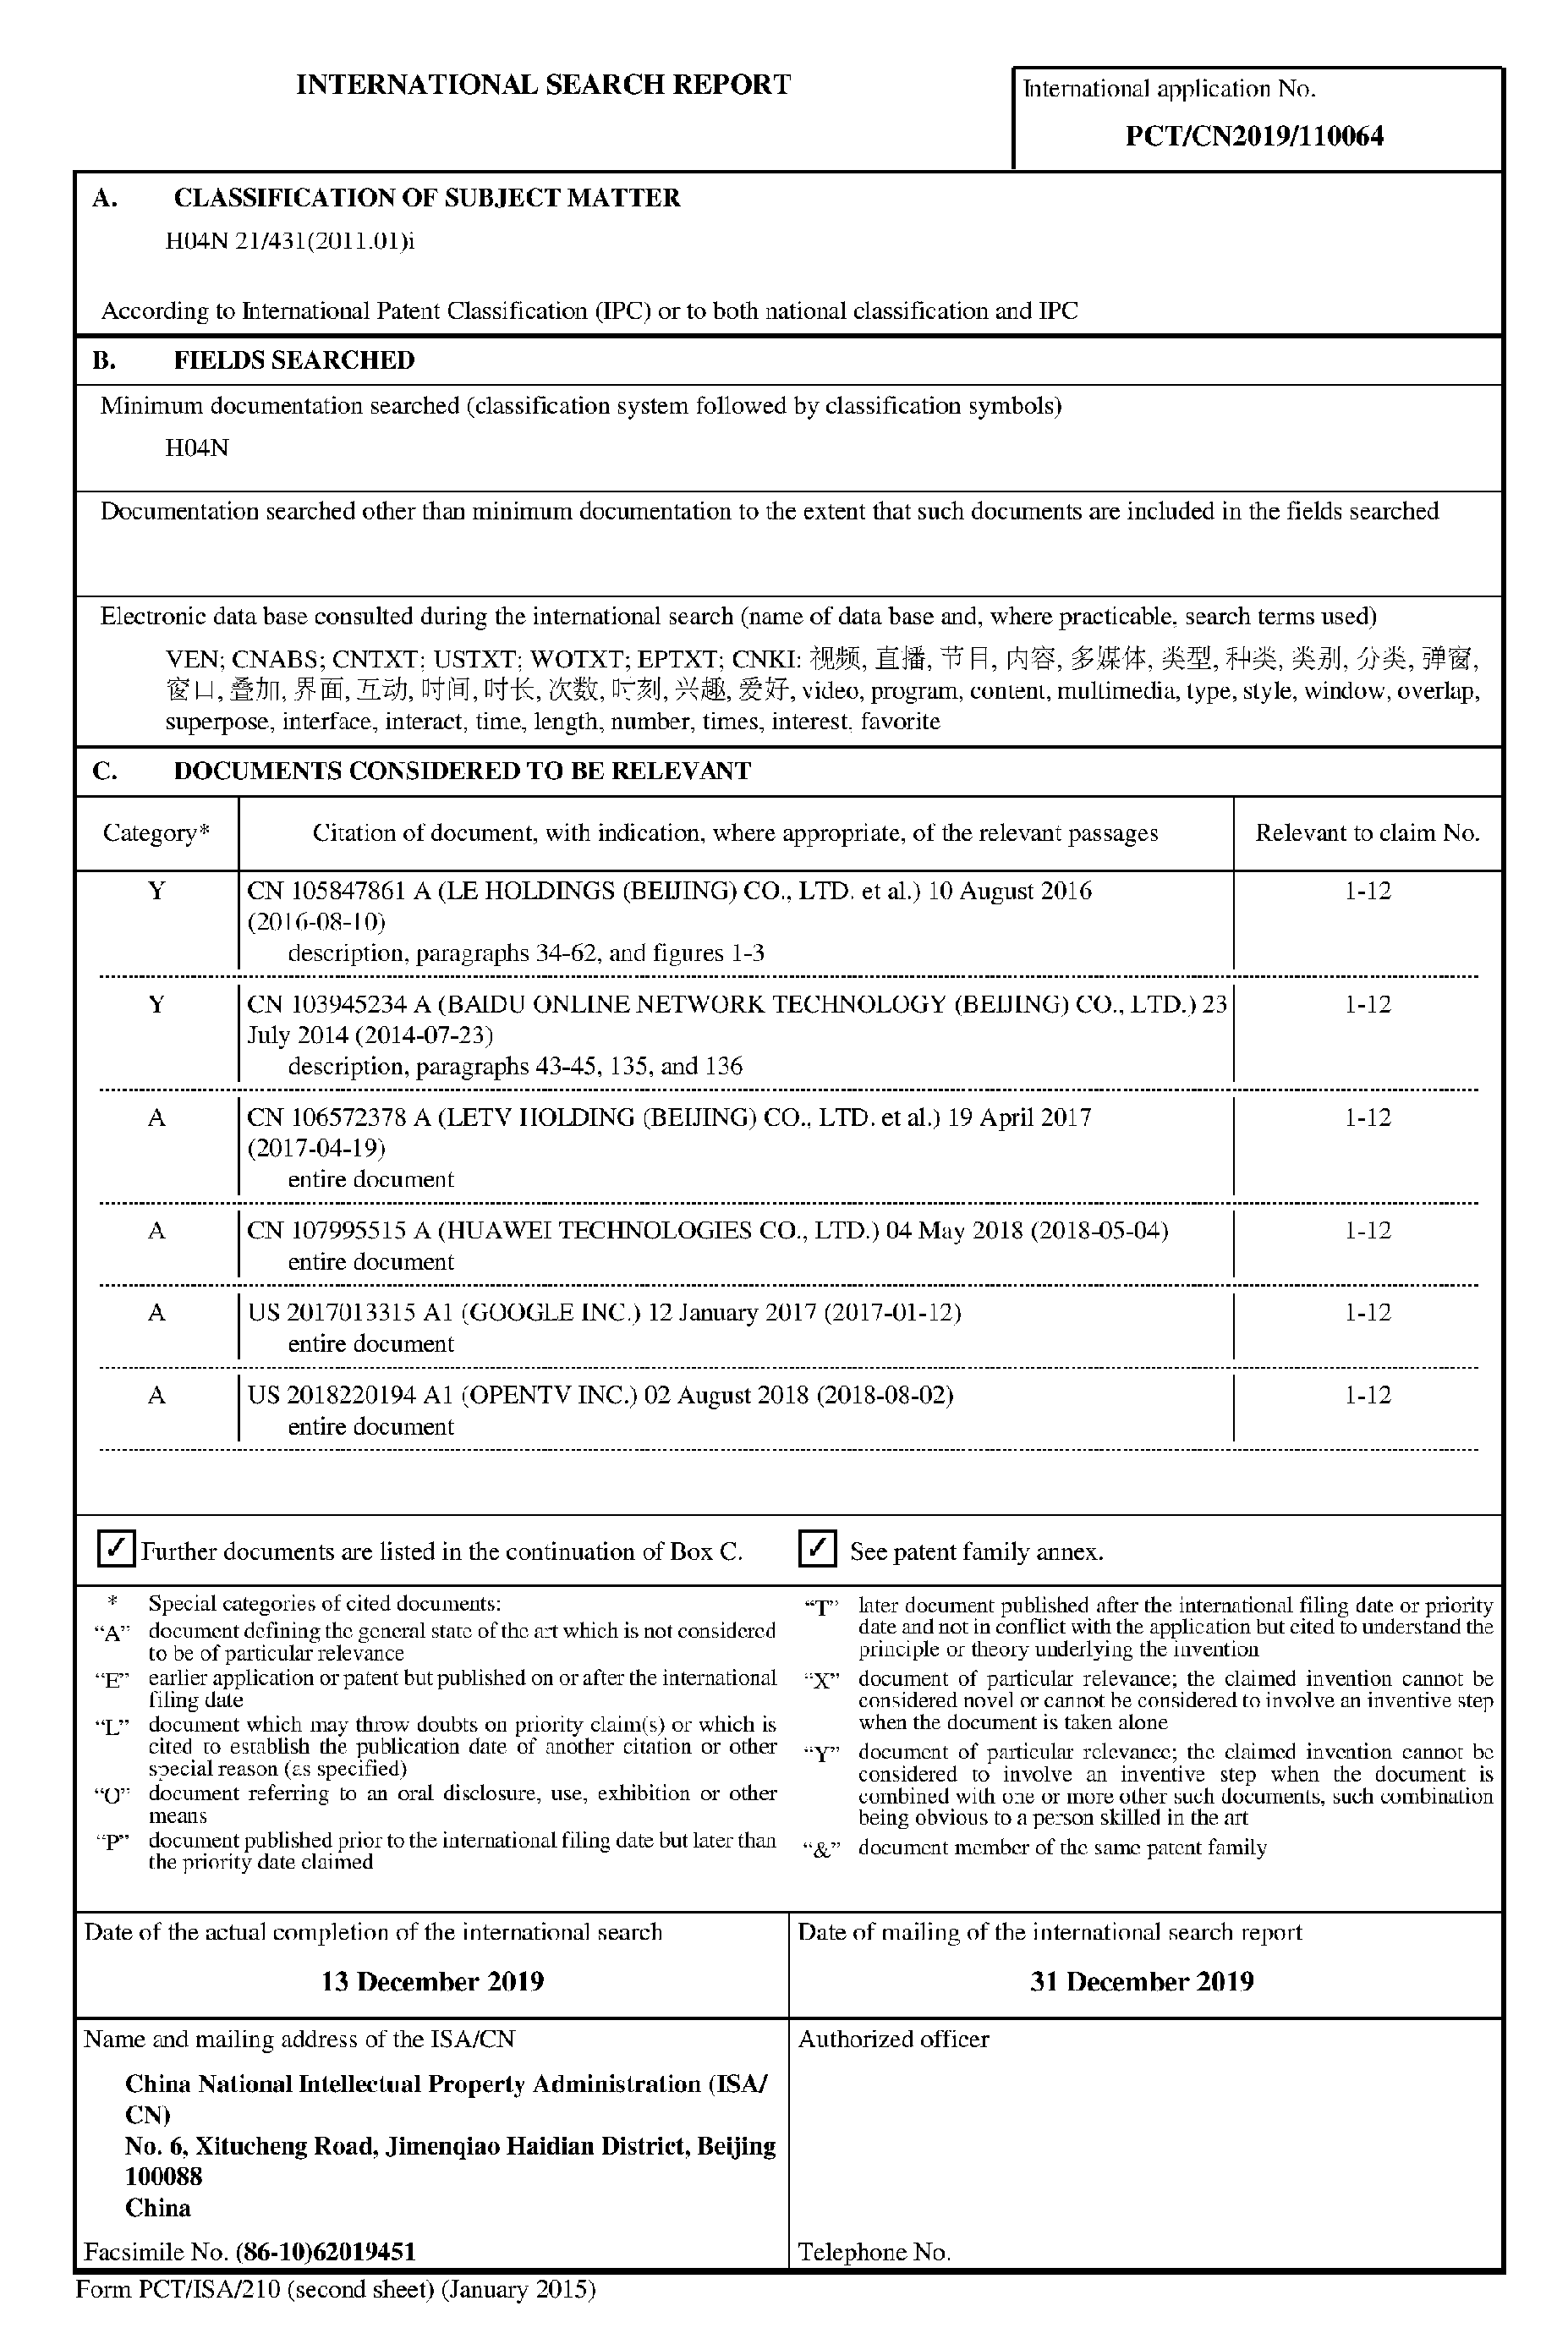 INTERNATIONAL SEARCH REPORT
International application No.
PCT/CN2019/110064
A. CLASSIFICATION OF SUBJECT MATTER
H04N 21/431(2011.01)i
According to International Patent Classification (IPC) or to both national classification and IPC
B. FIELDS SEARCHED
Minimum documentation searched (classification system followed by classification symbols)
H04N
Documentation searched other than minimum documentation to the extent that such documents are included in the fields searched
Electronic data base consulted during the international search (name of data base and, where practicable, search terms used)
VEN; CNABS; CNTXT; USTXT; WOTXT; EPTXT; CNKI: 视频, 直播, 节目, 内容, 多媒体, 类型, 种类, 类别, 分类, 弹窗,
窗口, 叠加, 界面, 互动, 时间, 时长, 次数, 时刻, 兴趣, 爱好, video, program, content, multimedia, type, style, window, overlap,
superpose, interface, interact, time, length, number, times, interest, favorite
C. DOCUMENTS CONSIDERED TO BE RELEVANT
Category* Citation of document, with indication, where appropriate, of the relevant passages Relevant to claim No.
Y CN 105847861 A (LE HOLDINGS (BEIJING) CO., LTD. et al.) 10 August 2016 1-12
(2016-08-10)
description, paragraphs 34-62, and figures 1-3
Y CN 103945234 A (BAIDU ONLINE NETWORK TECHNOLOGY (BEIJING) CO., LTD.) 23 1-12
July 2014 (2014-07-23)
description, paragraphs 43-45, 135, and 136
A CN 106572378 A (LETV HOLDING (BEIJING) CO., LTD. et al.) 19 April 2017 1-12
(2017-04-19)
entire document
A CN 107995515 A (HUAWEI TECHNOLOGIES CO., LTD.) 04 May 2018 (2018-05-04) 1-12
entire document
A US 2017013315 A1 (GOOGLE INC.) 12 January 2017 (2017-01-12) 1-12
entire document
A US 2018220194 A1 (OPENTV INC.) 02 August 2018 (2018-08-02) 1-12
entire document
✓ Further documents are listed in the continuation of Box C. ✓ See patent family annex.
* Special categories of cited documents:
“A” document defining the general state of the art which is not considered
to be of particular relevance
“E” earlier application or patent but published on or after the international
filing date
“L” document which may throw doubts on priority claim(s) or which is
cited to establish the publication date of another citation or other
special reason (as specified)
“O” document referring to an oral disclosure, use, exhibition or other
means
“P” document published prior to the international filing date but later than
the priority date claimed
“T” later document published after the international filing date or priority
date and not in conflict with the application but cited to understand the
principle or theory underlying the invention
“X” document of particular relevance; the claimed invention cannot be
considered novel or cannot be considered to involve an inventive step
when the document is taken alone
“Y” document of particular relevance; the claimed invention cannot be
considered to involve an inventive step when the document is
combined with one or more other such documents, such combination
being obvious to a person skilled in the art
“&” document member of the same patent family
Date of the actual completion of the international search
13 December 2019
Date of mailing of the international search report
31 December 2019
Name and mailing address of the ISA/CN
China National Intellectual Property Administration (ISA/
CN)
No. 6, Xitucheng Road, Jimenqiao Haidian District, Beijing
100088
China
Facsimile No. (86-10)62019451
Authorized officer
Telephone No.
Form PCT/ISA/210 (second sheet) (January 2015)